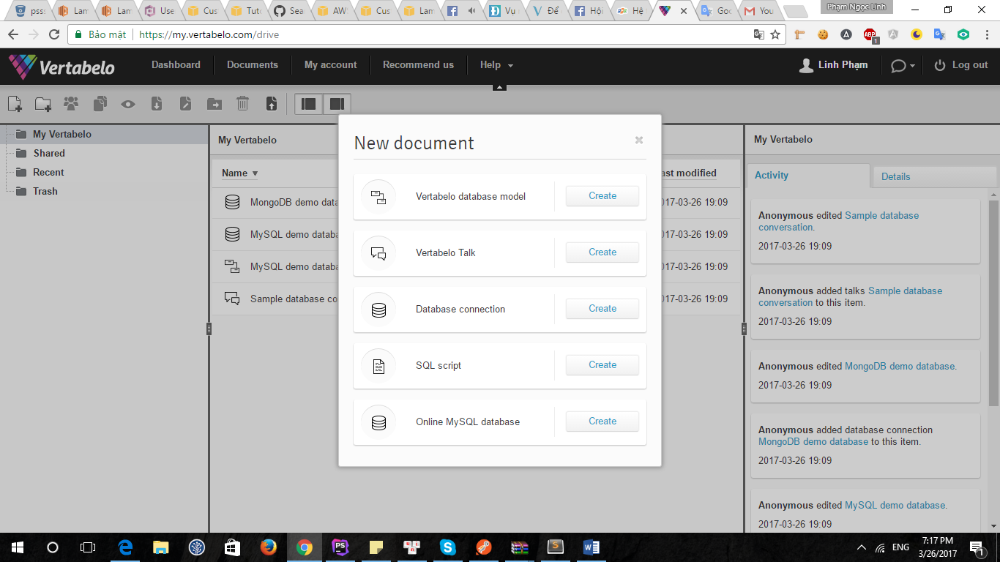 pss
Lam
Lam
Use
Cus
Tuto
Sea
AW
Cus
Lam
Vụ
Để
Hội
Hệ
Goo
You
Phạm Ngọc Linh
Bảo mật
https://my.vertabelo.com/drive
ABP
1
Vertabelo
Dashboard
Documents
My account
Recommend us
Help
Linh Phạm
Log out
My Vertabelo
Shared
Recent
Trash
My Vertabelo
Name
ast modified
MongoDB demo data
2017-03-26 19:09
MySQL demo databa
2017-03-26 19:09
MySQL demo databa
2017-03-26 19:09
Sample database co
2017-03-26 19:09
New document
Vertabelo database model
Create
Vertabelo Talk
Create
Database connection
Create
SQL script
Create
Online MySQL database
Create
My Vertabelo
Activity
Details
Anonymous edited Sample database
conversation.
2017-03-26 19:09
Anonymous added talks Sample database
conversation to this item.
2017-03-26 19:09
Anonymous edited MongoDB demo database.
2017-03-26 19:09
Anonymous added database connection
MongoDB demo database to this item.
2017-03-26 19:09
Anonymous edited MySQL demo database.
2017-03-26 19:09
PS
ENG
7:17 PM
3/26/2017
1